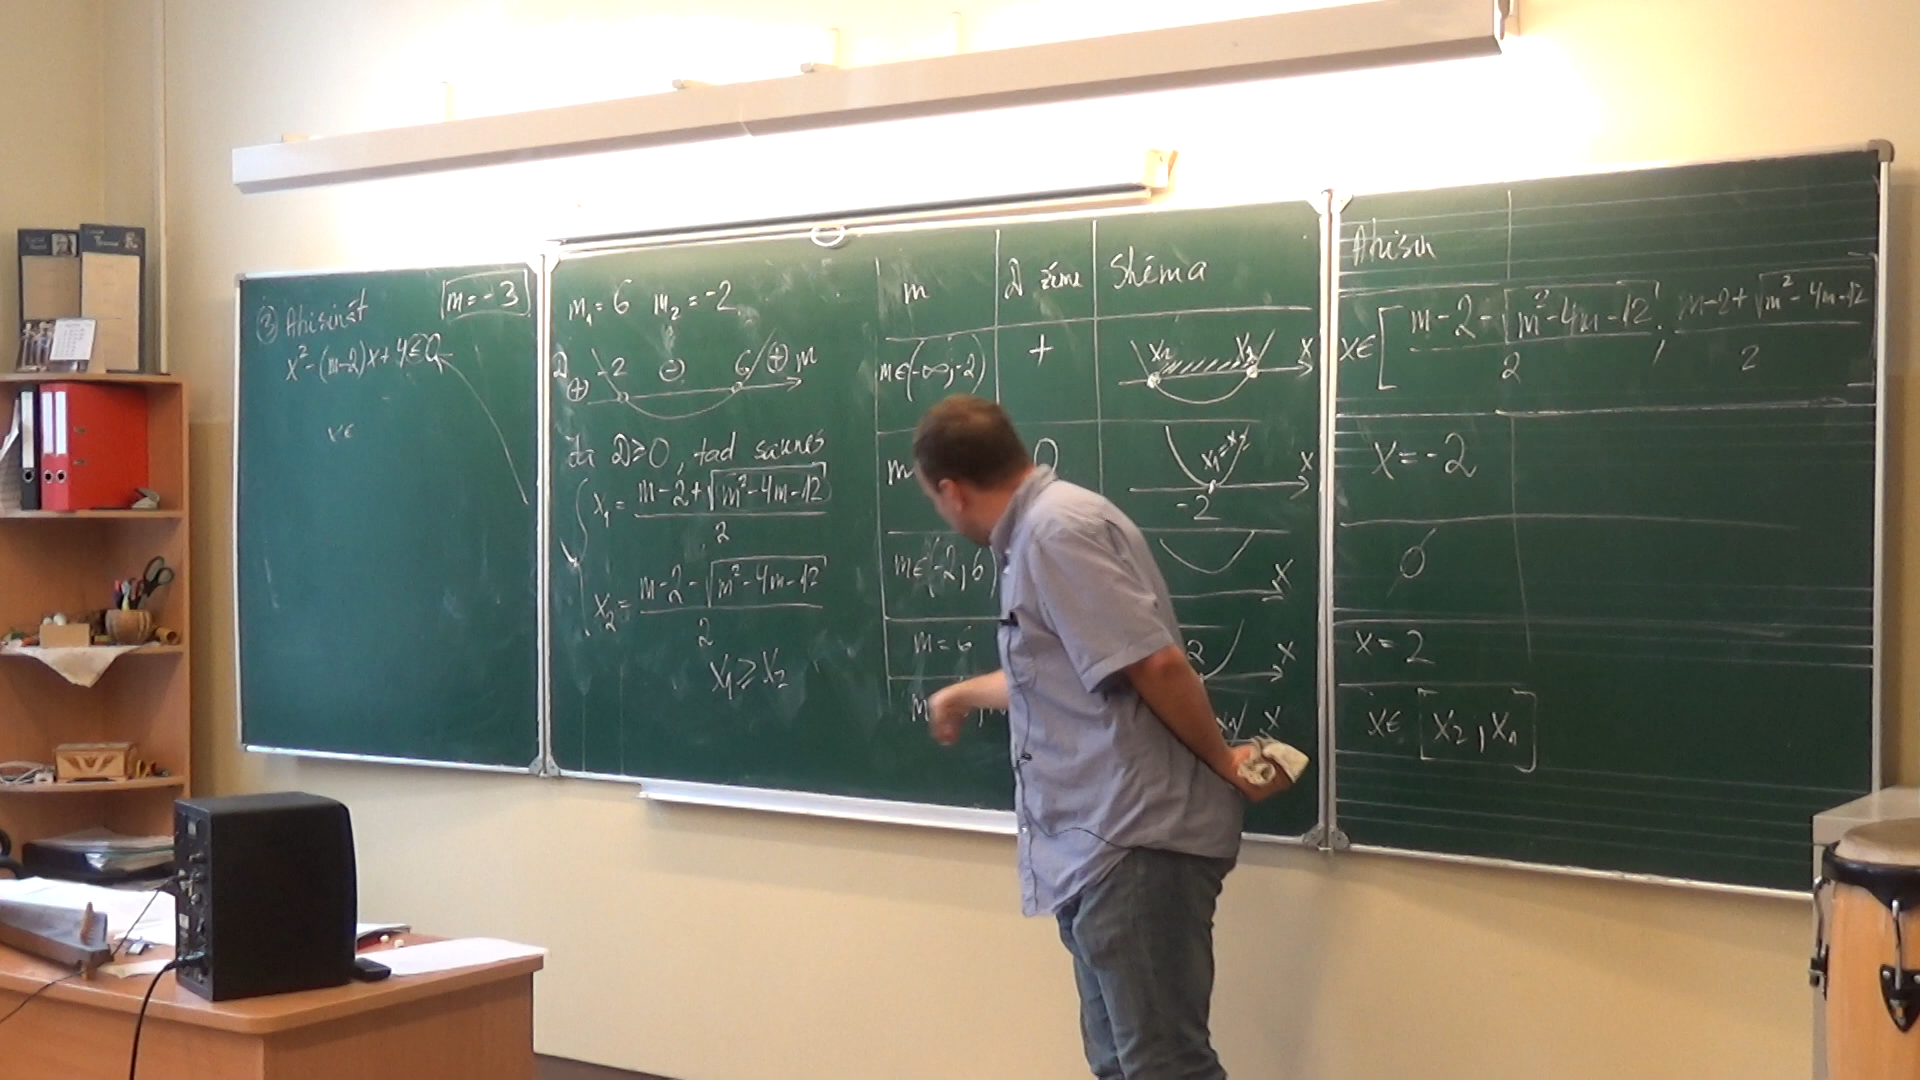 ③ Atrisināt
m = -3
x² - (m-2)x + 4 ≤ 0
x ∈
m₁ = 6 m₂ = -2
D ⊕ -2 ⊖ 6 ⊕ m
Ja D ≥ 0, tad saknes
x₁ = (m-2+√(m²-4m-12))/2
x₂ = (m-2-√(m²-4m-12))/2
x₁ ≥ x₂
m D zīme Shēma Atrisin
m ∈ (-∞; -2) + x₂ x₁ x x ∈ [(m-2-√(m²-4m-12))/2 ; (m-2+√(m²-4m-12))/2]
m 0 x₁ = x₂ -2 x x = -2
m ∈ (-2; 6) x ∅
m = 6 2 x x = 2
m x x ∈ [x₂, x₁]